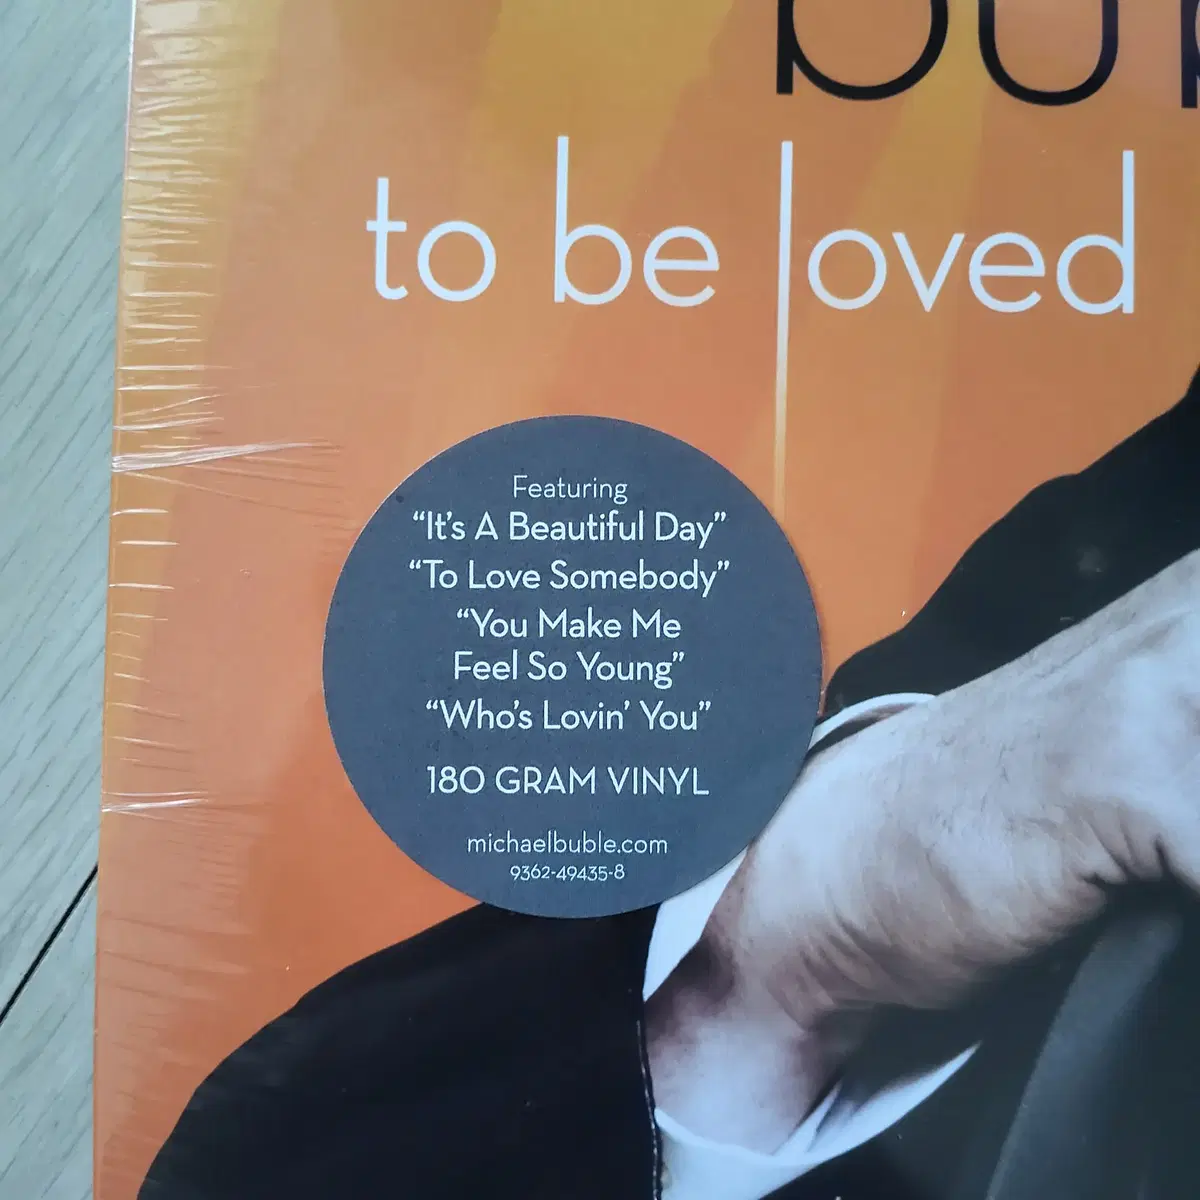 to be loved
Featuring
“It's A Beautiful Day”
“To Love Somebody”
“You Make Me
Feel So Young”
“Who's Lovin' You”
180 GRAM VINYL
michaelbuble.com
9362-49435-8